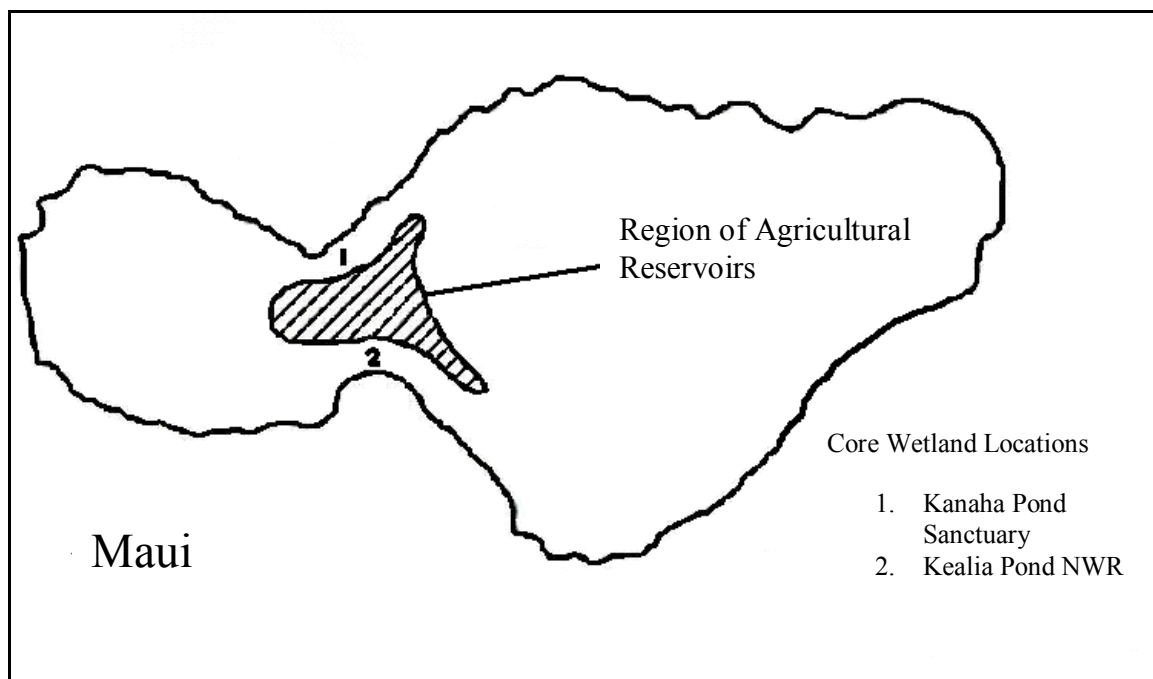 Region of Agricultural
Reservoirs
1
2
Core Wetland Locations
1. Kanaha Pond
Sanctuary
2. Kealia Pond NWR
Maui